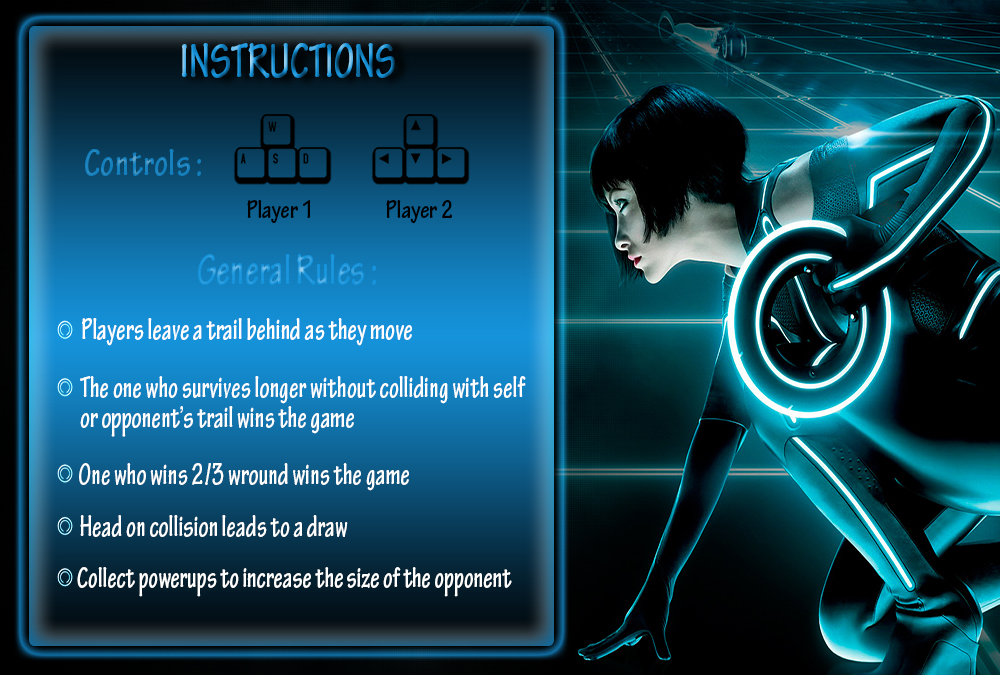 INSTRUCTIONS
Controls:
W
A S D
▲
◀ ▼ ▶
Player 1 Player 2
General Rules:
Players leave a trail behind as they move
The one who survives longer without colliding with self
or opponent's trail wins the game
One who wins 2/3 wround wins the game
Head on collision leads to a draw
Collect powerups to increase the size of the opponent